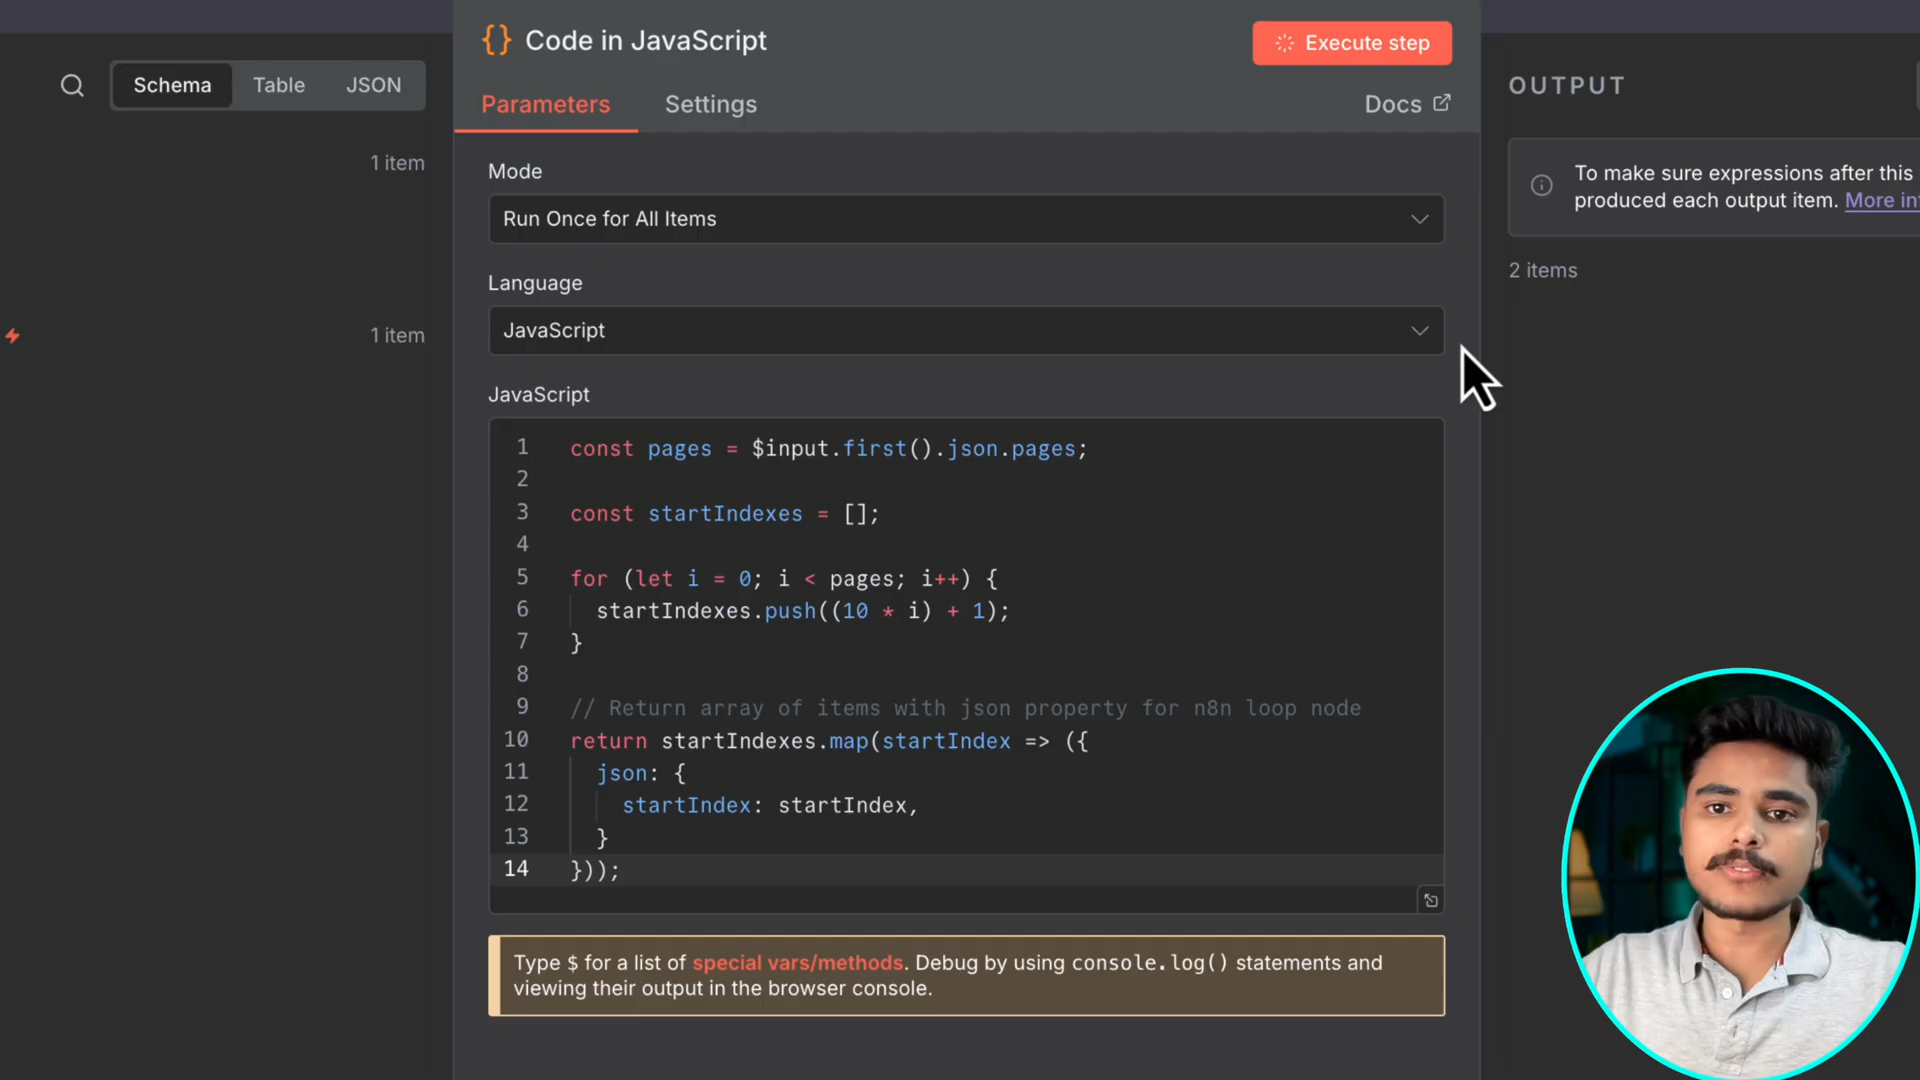 Schema Table JSON
1 item
1 item
{} Code in JavaScript
Execute step
Parameters Settings
Docs
Mode
Run Once for All Items
Language
JavaScript
JavaScript
1 const pages = $input.first().json.pages;
2
3 const startIndexes = [];
4
5 for (let i = 0; i < pages; i++) {
6 startIndexes.push((10 * i) + 1);
7 }
8
9 // Return array of items with json property for n8n loop node
10 return startIndexes.map(startIndex => ({
11 json: {
12 startIndex: startIndex,
13 }
14 }));
Type $ for a list of special vars/methods. Debug by using console.log() statements and
viewing their output in the browser console.
OUTPUT
To make sure expressions after this
produced each output item. More
2 items